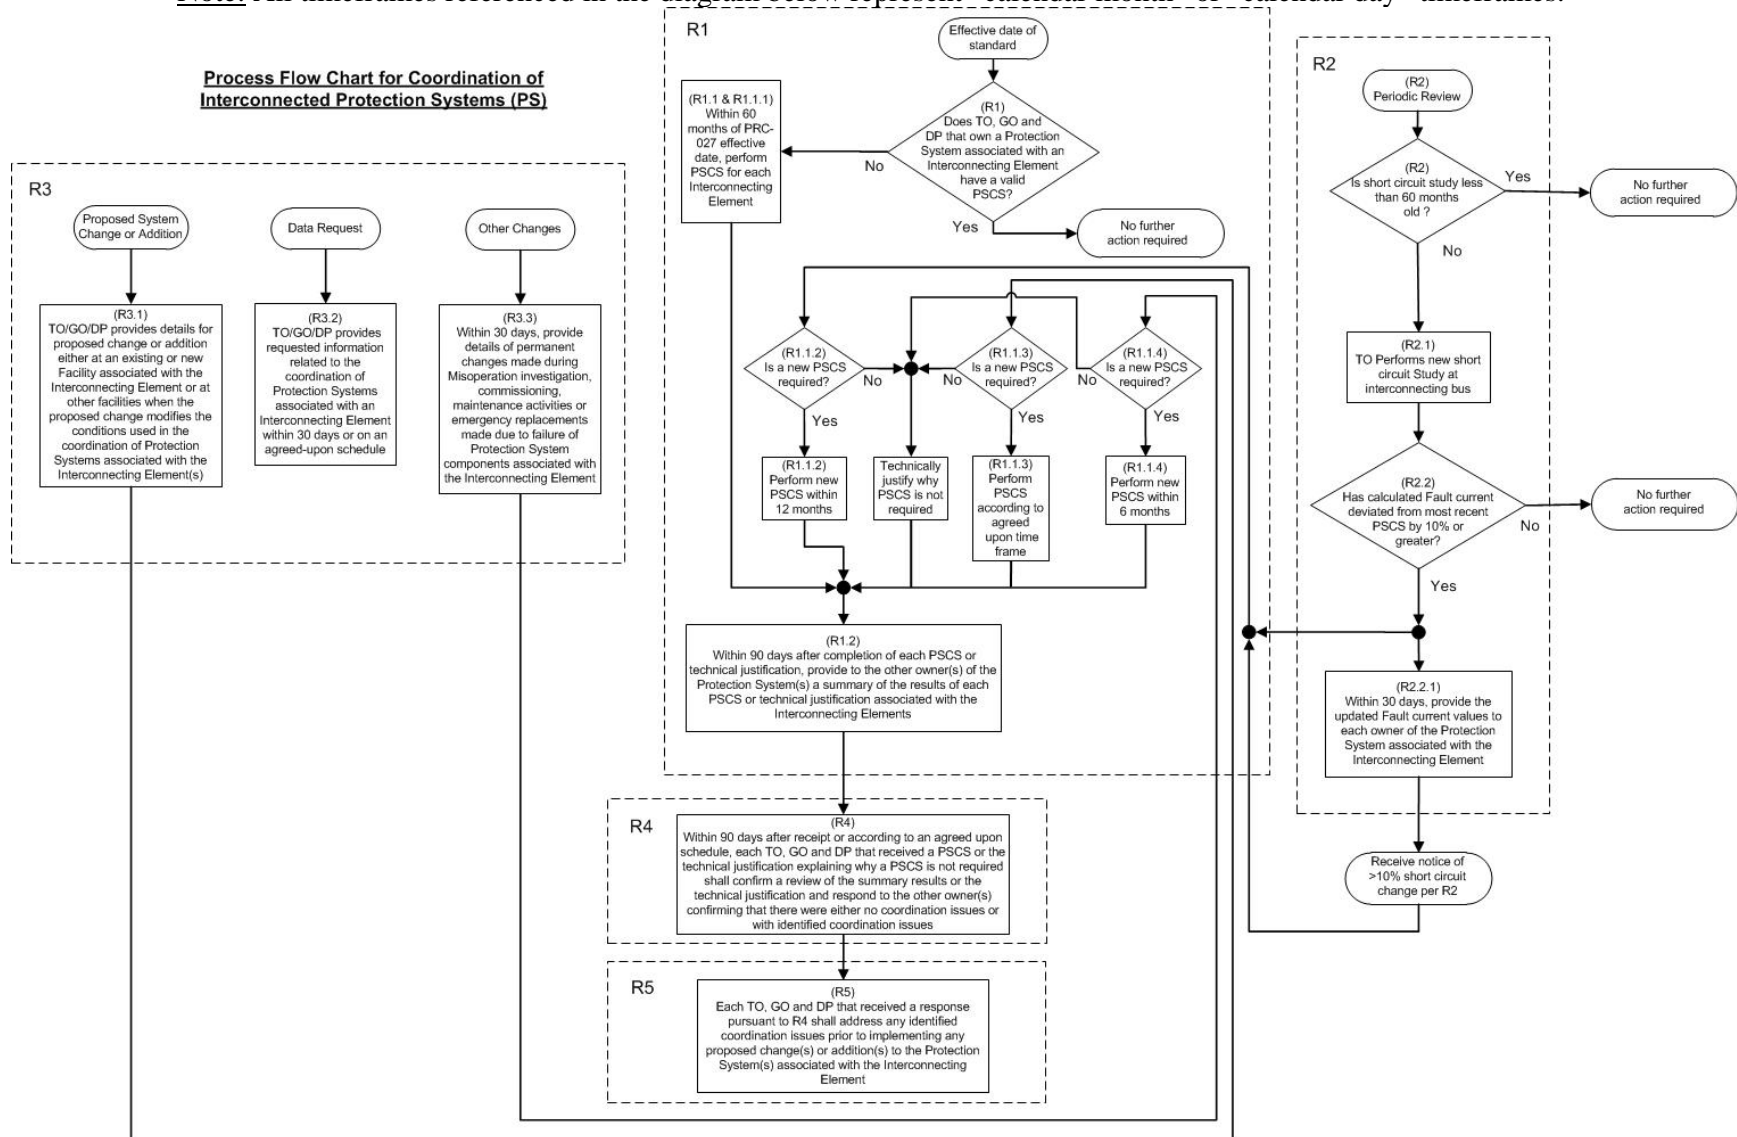 Note: All timeframes referenced in the diagram below represent "calendar month" or "calendar day" timeframes.
Process Flow Chart for Coordination of
Interconnected Protection Systems (PS)
R3
Proposed System
Change or Addition
Data Request
Other Changes
(R3.1)
TO/GO/DP provides details for
proposed change or addition
either at an existing or new
Facility associated with the
Interconnecting Element or at
other facilities when the
proposed change modifies the
conditions used in the
coordination of Protection
Systems associated with the
Interconnecting Element(s)
(R3.2)
TO/GO/DP provides
requested information
related to the
coordination of
Protection Systems
associated with an
Interconnecting Element
within 30 days or on an
agreed-upon schedule
(R3.3)
Within 30 days, provide
details of permanent
changes made during
Misoperation investigation,
commissioning,
maintenance activities or
emergency replacements
made due to failure of
Protection System
components associated with
the Interconnecting Element
R1
Effective date of
standard
(R1.1 & R1.1.1)
Within 60
months of PRC-
027 effective
date, perform
PSCS for each
Interconnecting
Element
(R1)
Does TO, GO and
DP that own a Protection
System associated with an
Interconnecting Element
have a valid
PSCS?
No
Yes
No further
action required
(R1.1.2)
Is a new PSCS
required?
No
Yes
(R1.1.3)
Is a new PSCS
required?
No
Yes
(R1.1.4)
Is a new PSCS
required?
No
Yes
(R1.1.2)
Perform new
PSCS within
12 months
Technically
justify why
PSCS is not
required
(R1.1.3)
Perform
PSCS
according to
agreed
upon time
frame
(R1.1.4)
Perform new
PSCS within
6 months
(R1.2)
Within 90 days after completion of each PSCS or
technical justification, provide to the other owner(s) of the
Protection System(s) a summary of the results of each
PSCS or technical justification associated with the
Interconnecting Elements
R4
(R4)
Within 90 days after receipt or according to an agreed upon
schedule, each TO, GO and DP that received a PSCS or the
technical justification explaining why a PSCS is not required
shall confirm a review of the summary results or the
technical justification and respond to the other owner(s)
confirming that there were either no coordination issues or
with identified coordination issues
R5
(R5)
Each TO, GO and DP that received a response
pursuant to R4 shall address any identified
coordination issues prior to implementing any
proposed change(s) or addition(s) to the Protection
System(s) associated with the Interconnecting
Element
R2
(R2)
Periodic Review
(R2)
Is short circuit study less
than 60 months
old ?
Yes
No further
action required
No
(R2.1)
TO Performs new short
circuit Study at
interconnecting bus
(R2.2)
Has calculated Fault current
deviated from most recent
PSCS by 10% or
greater?
No
No further
action required
Yes
(R2.2.1)
Within 30 days, provide the
updated Fault current values to
each owner of the Protection
System associated with the
Interconnecting Element
Receive notice of
>10% short circuit
change per R2